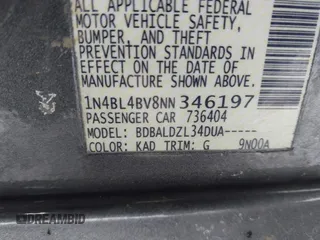 ALL APPLICABLE FEDERAL
MOTOR VEHICLE SAFETY,
BUMPER, AND THEFT
PREVENTION STANDARDS
IN EFFECT ON THE DATE OF
MANUFACTURE SHOWN ABOVE.
1N4BL4BV8NN346197
PASSENGER CAR 736404
MODEL: BDBALDZL34DUA-----
COLOR: KAD TRIM: G 9N00A
DREAMBID